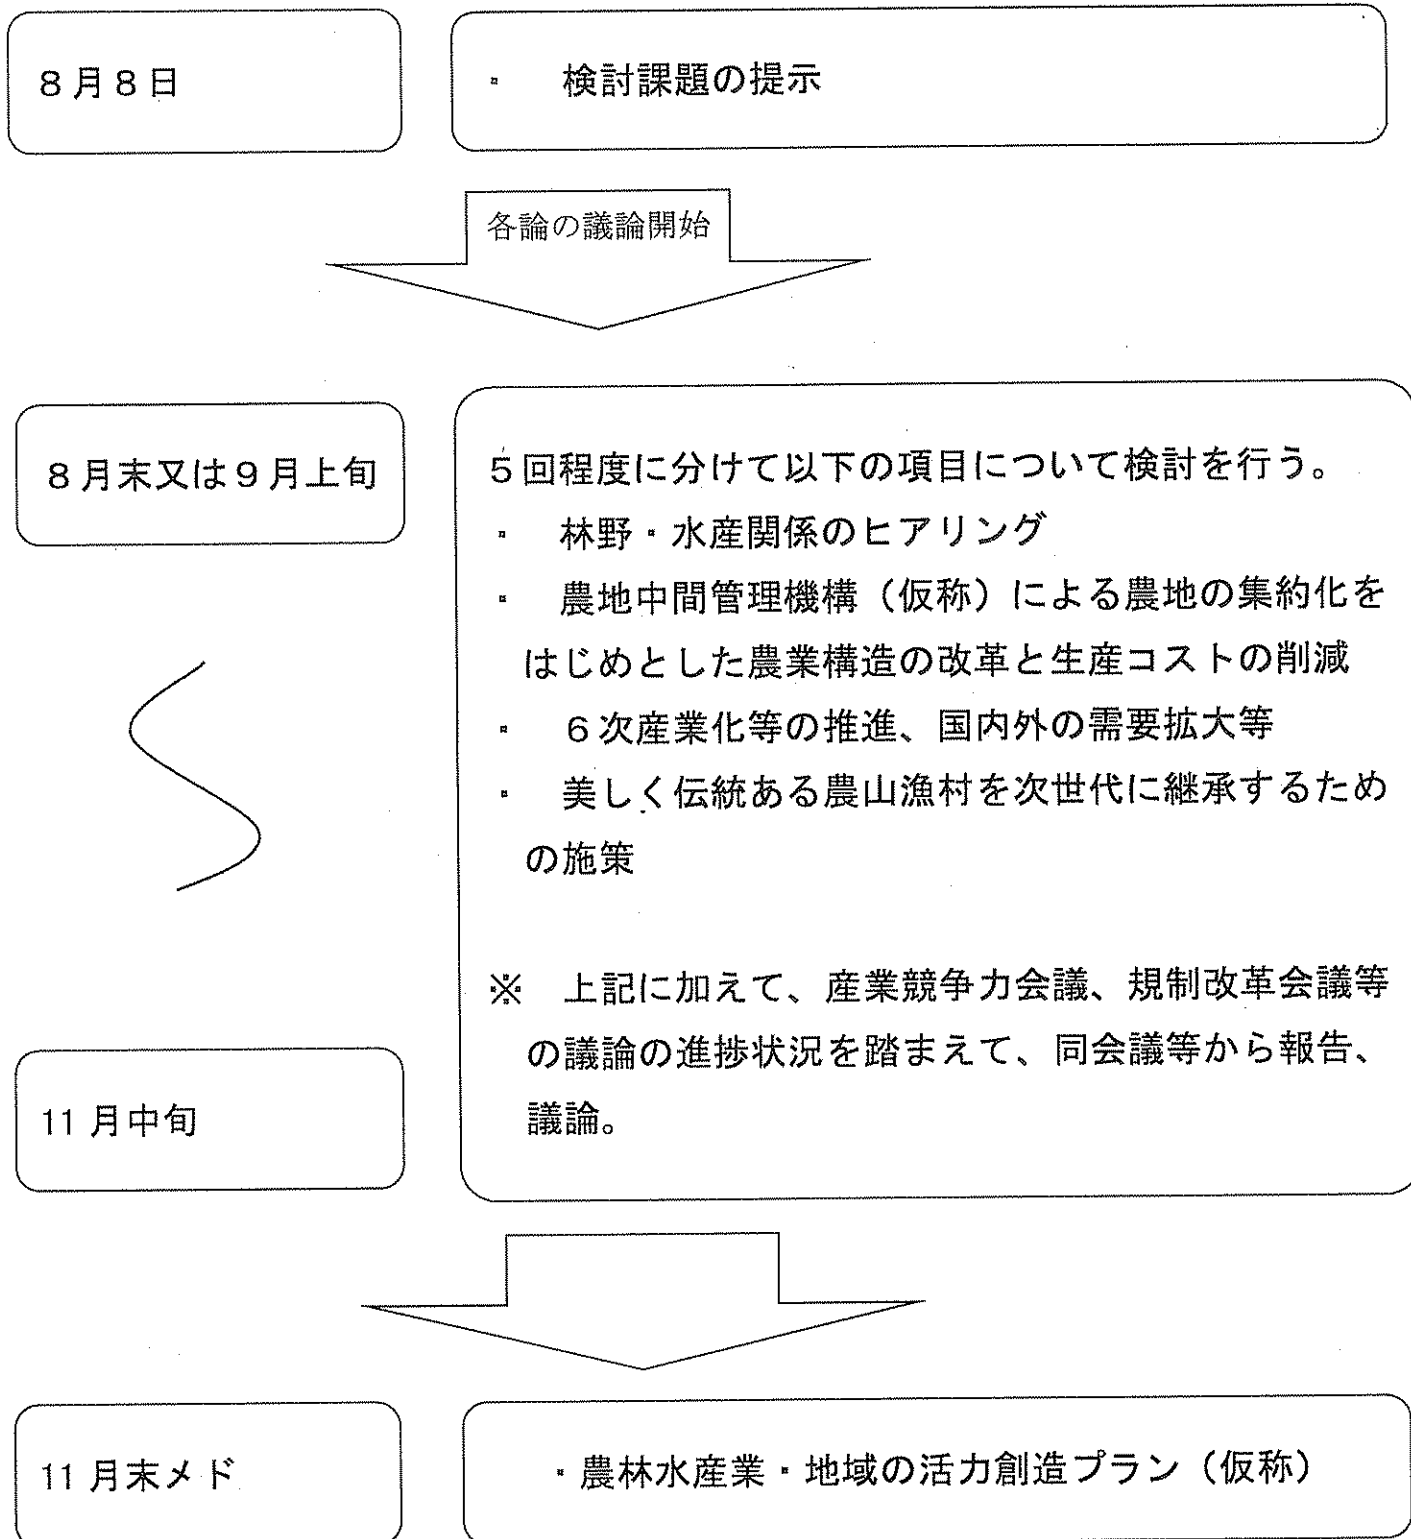 ８月８日
・　検討課題の提示
各論の議論開始
８月末又は９月上旬
５回程度に分けて以下の項目について検討を行う。
・　林野・水産関係のヒアリング
・　農地中間管理機構（仮称）による農地の集約化を
はじめとした農業構造の改革と生産コストの削減
・　６次産業化等の推進、国内外の需要拡大等
・　美しく伝統ある農山漁村を次世代に継承するため
の施策
※　上記に加えて、産業競争力会議、規制改革会議等
の議論の進捗状況を踏まえて、同会議等から報告、
議論。
11月中旬
11月末メド
・農林水産業・地域の活力創造プラン（仮称）